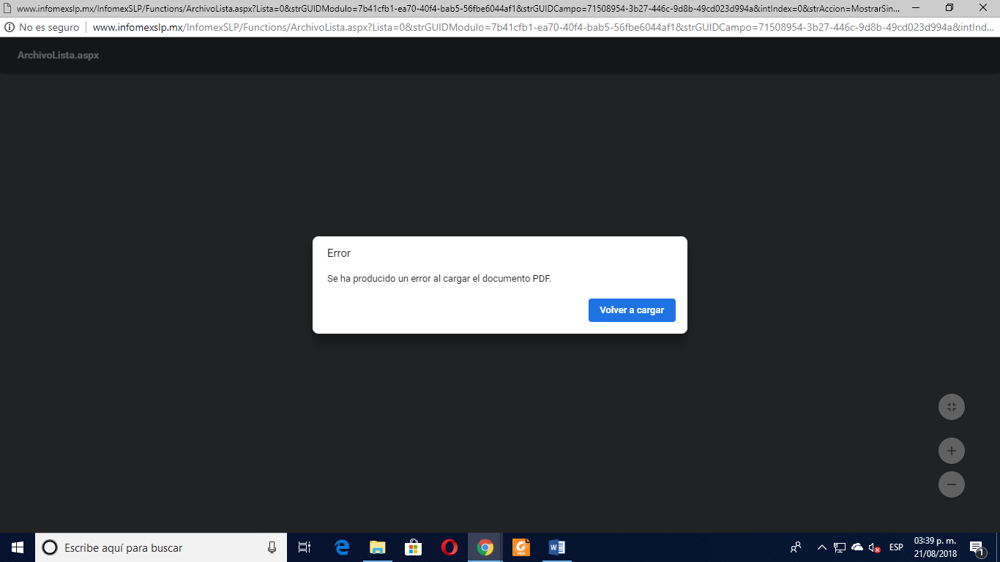 www.infomexslp.mx/InfomexSLP/Functions/ArchivoLista.aspx?Lista=0&strGUIDModulo=7b41cfb1-ea70-40f4-bab5-56fbe6044af1&strGUIDCampo=71508954-3b27-446c-9d8b-49cd023d994a&intIndex=0&strAccion=MostrarSin...
No es seguro www.infomexslp.mx/InfomexSLP/Functions/ArchivoLista.aspx?Lista=0&strGUIDModulo=7b41cfb1-ea70-40f4-bab5-56fbe6044af1&strGUIDCampo=71508954-3b27-446c-9d8b-49cd023d994a&intInd...
ArchivoLista.aspx
Error
Se ha producido un error al cargar el documento PDF.
Volver a cargar
Escribe aquí para buscar
PDF
ESP
03:39 p. m.
21/08/2018
1